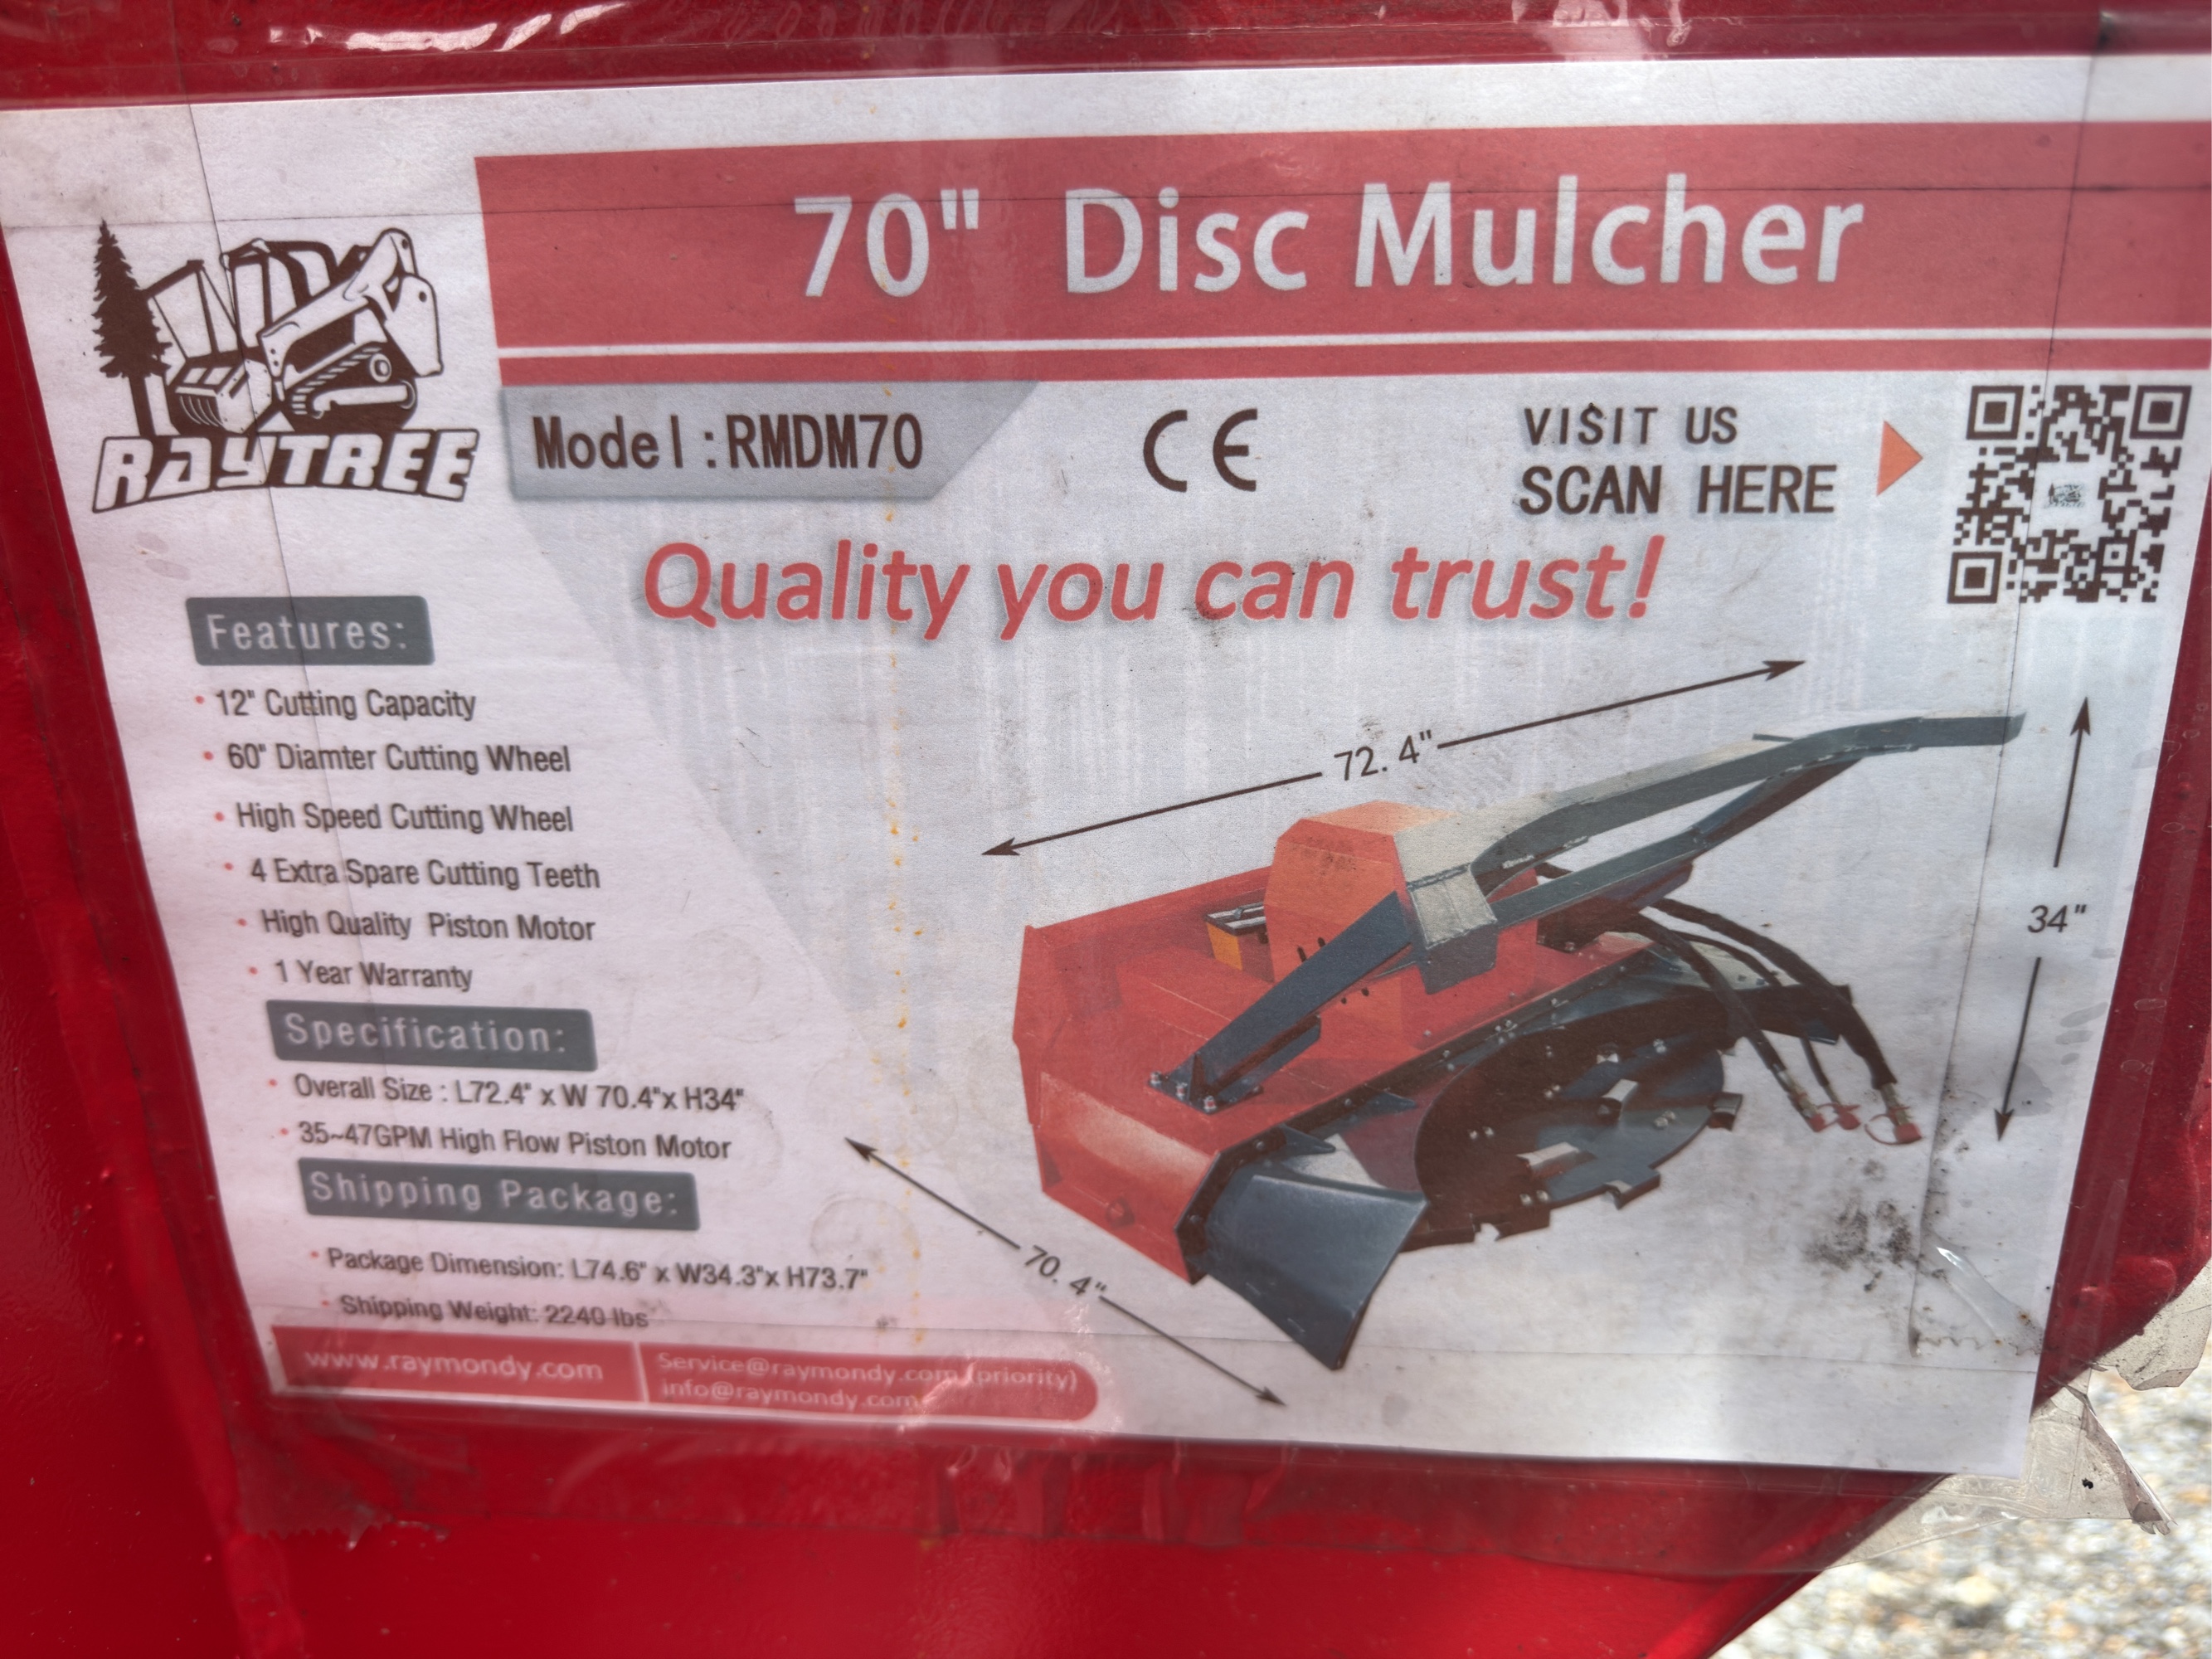 70" Disc Mulcher
RAYTREE
Model:RMDM70
CE
VISIT US
SCAN HERE
Quality you can trust!
Features:
• 12" Cutting Capacity
• 60" Diamter Cutting Wheel
• High Speed Cutting Wheel
• 4 Extra Spare Cutting Teeth
• High Quality Piston Motor
• 1 Year Warranty
Specification:
• Overall Size : L72.4" x W 70.4"x H34"
• 35~47GPM High Flow Piston Motor
Shipping Package:
• Package Dimension: L74.6" x W34.3"x H73.7"
• Shipping Weight: 2240 lbs
www.raymondy.com
Service@raymondy.com (priority)
info@raymondy.com
72. 4"
34"
70. 4"